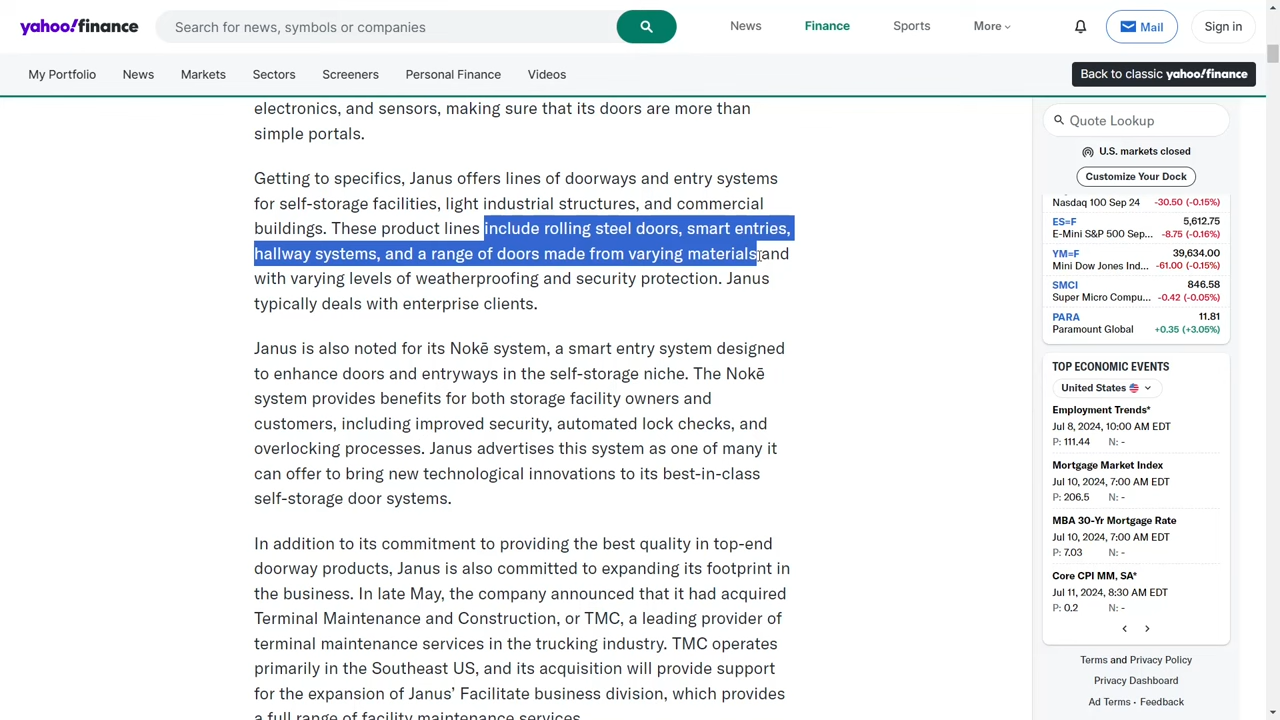 yahoo!finance
Search for news, symbols or companies
News
Finance
Sports
More
Mail
Sign in
My Portfolio
News
Markets
Sectors
Screeners
Personal Finance
Videos
Back to classic yahoo!finance
electronics, and sensors, making sure that its doors are more than
simple portals.
Getting to specifics, Janus offers lines of doorways and entry systems
for self-storage facilities, light industrial structures, and commercial
buildings. These product lines include rolling steel doors, smart entries,
hallway systems, and a range of doors made from varying materials and
with varying levels of weatherproofing and security protection. Janus
typically deals with enterprise clients.
Janus is also noted for its Nokē system, a smart entry system designed
to enhance doors and entryways in the self-storage niche. The Nokē
system provides benefits for both storage facility owners and
customers, including improved security, automated lock checks, and
overlocking processes. Janus advertises this system as one of many it
can offer to bring new technological innovations to its best-in-class
self-storage door systems.
In addition to its commitment to providing the best quality in top-end
doorway products, Janus is also committed to expanding its footprint in
the business. In late May, the company announced that it had acquired
Terminal Maintenance and Construction, or TMC, a leading provider of
terminal maintenance services in the trucking industry. TMC operates
primarily in the Southeast US, and its acquisition will provide support
for the expansion of Janus' Facilitate business division, which provides
a full range of facility maintenance services.
Quote Lookup
U.S. markets closed
Customize Your Dock
Nasdaq 100 Sep 24 -30.50 (-0.15%)
ES=F 5,612.75
E-Mini S&P 500 Sep... -8.75 (-0.16%)
YM=F 39,634.00
Mini Dow Jones Ind... -61.00 (-0.15%)
SMCI 846.58
Super Micro Compu... -0.42 (-0.05%)
PARA 11.81
Paramount Global +0.35 (+3.05%)
TOP ECONOMIC EVENTS
United States
Employment Trends*
Jul 8, 2024, 10:00 AM EDT
P: 111.44 N: -
Mortgage Market Index
Jul 10, 2024, 7:00 AM EDT
P: 206.5 N: -
MBA 30-Yr Mortgage Rate
Jul 10, 2024, 7:00 AM EDT
P: 7.03 N: -
Core CPI MM, SA*
Jul 11, 2024, 8:30 AM EDT
P: 0.2 N: -
Terms and Privacy Policy
Privacy Dashboard
Ad Terms • Feedback